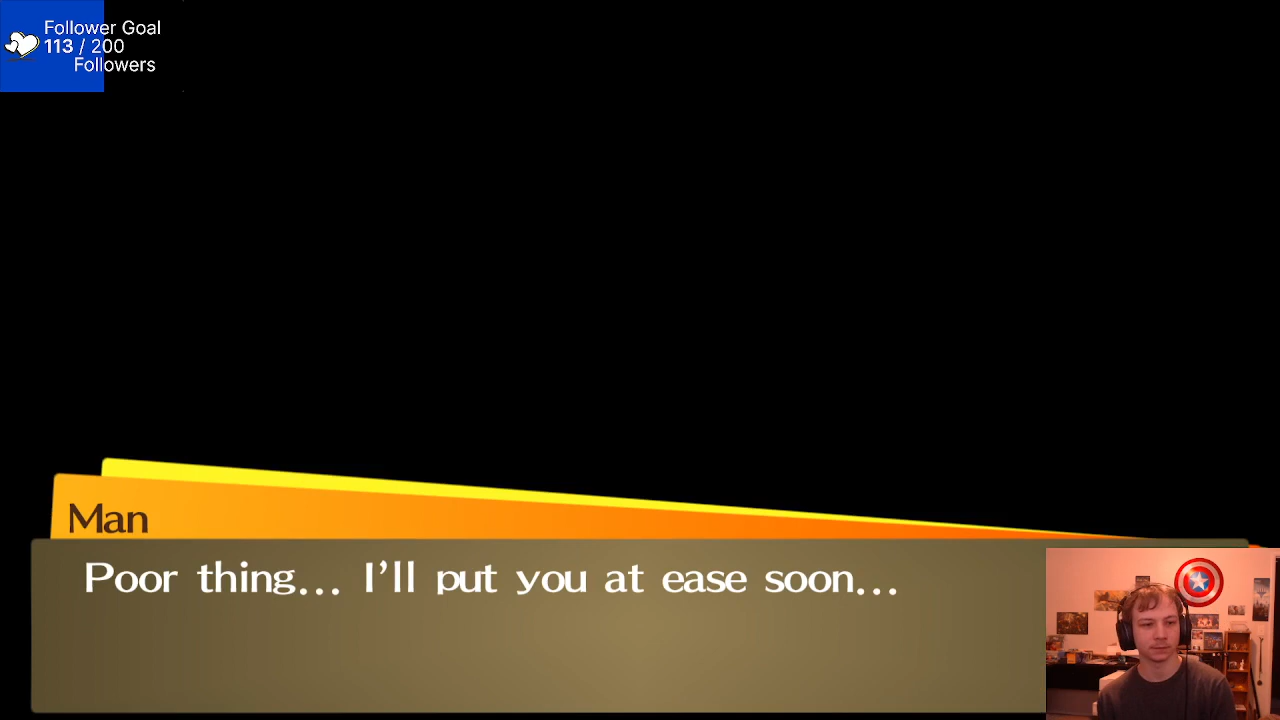 Follower Goal
113 / 200
Followers
Man
Poor thing... I'll put you at ease soon...